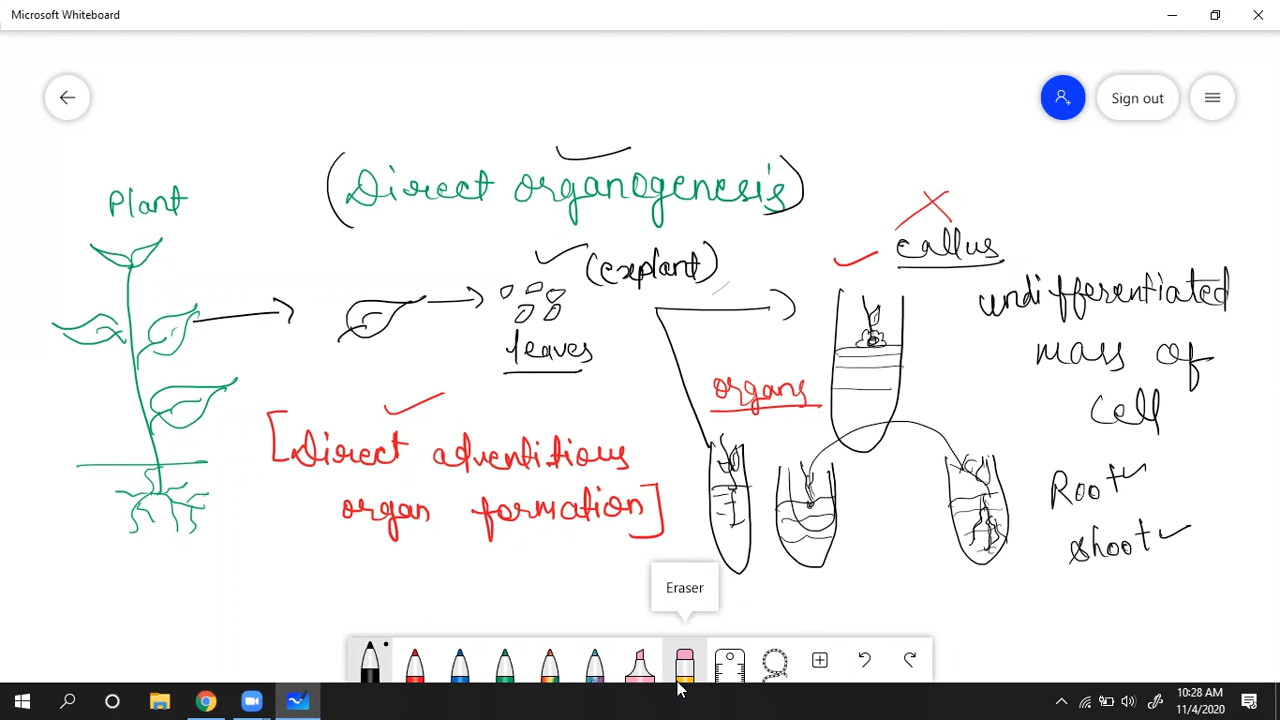 Microsoft Whiteboard
Sign out
(Direct organogenesis)
Plant
callus
(explant)
undifferentiated
mass of
cell
leaves
organs
[Direct adventitious
organ formation]
Root
shoot
Eraser
10:28 AM
11/4/2020